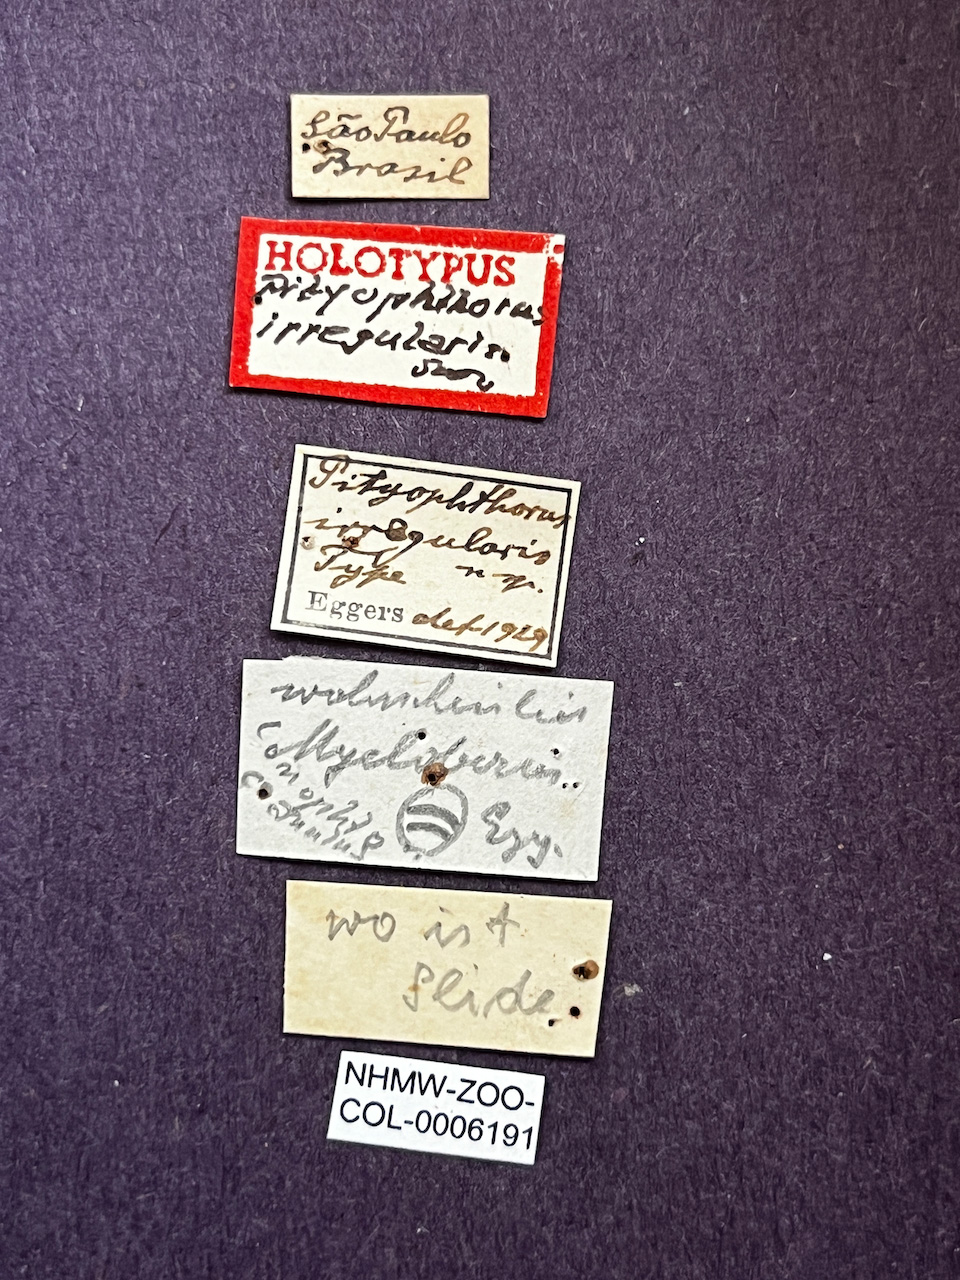 São Paulo
Brasil
HOLOTYPUS
Pityophthorus
irregularis
Pityophthorus
irregularis
Type n. sp.
Eggers det. 1929
Egg.
wo ist
Slide
NHMW-ZOO-
COL-0006191